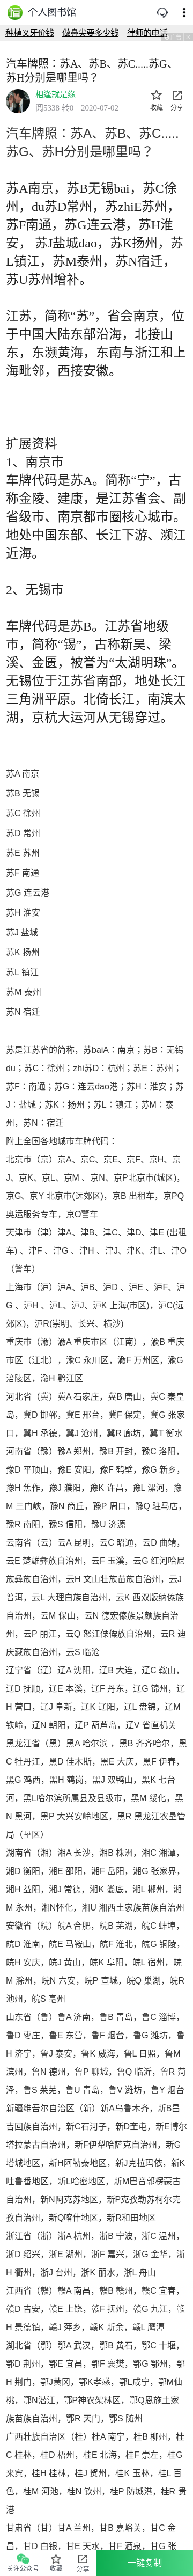 个人图书馆
种植义牙价钱 做鼻尖要多少钱 律师的话
汽车牌照：苏A、苏B、苏C.....苏G、
苏H分别是哪里吗？
相逢就是缘
阅5338 转0 2020-07-02
收藏 分享
汽车牌照：苏A、苏B、苏C.....
苏G、苏H分别是哪里吗？
苏A南京，苏B无锡bai，苏C徐
州，du苏D常州，苏zhiE苏州，
苏F南通，苏G连云港，苏H淮
安， 苏J盐城dao，苏K扬州，苏
L镇江，苏M泰州，苏N宿迁，
苏U苏州增补。
江苏，简称“苏”，省会南京，位
于中国大陆东部沿海，北接山
东，东濒黄海，东南与浙江和上
海毗邻，西接安徽。
扩展资料
1、南京市
车牌代码是苏A。简称“宁”，古
称金陵、建康，是江苏省会、副
省级市、南京都市圈核心城市。
地处中国东部、长江下游、濒江
近海。
2、无锡市
车牌代码是苏B。江苏省地级
市，简称“锡”，古称新吴、梁
溪、金匮，被誉为“太湖明珠”。
无锡位于江苏省南部，地处长江
三角洲平原。北倚长江，南滨太
湖，京杭大运河从无锡穿过。
苏A 南京
苏B 无锡
苏C 徐州
苏D 常州
苏E 苏州
苏F 南通
苏G 连云港
苏H 淮安
苏J 盐城
苏K 扬州
苏L 镇江
苏M 泰州
苏N 宿迁
苏是江苏省的简称，苏baiA：南京；苏B：无锡
du；苏C：徐州；zhi苏D：杭州；苏E：苏州；
苏F：南通；苏G：连云dao港；苏H：淮安；苏
J：盐城；苏K：扬州；苏L：镇江；苏M：泰
州，苏N：宿迁
附上全国各地城市车牌代码：
北京市（京）京A、京C、京E、京F、京H、京
J、京K、京L、京M 、京N、京P北京市(城区)，
京G、京Y 北京市(远郊区)，京B 出租车，京PQ
奥运服务专车，京O警车
天津市（津）津A、津B、津C、津D、津E (出租
车) 、津F 、津G 、津H 、津J、津K、津L、津O
（警车）
上海市（沪）沪A、沪B、沪D 、沪E 、沪F、沪
G 、沪H 、沪L、沪J、沪K 上海(市区)，沪C(远
郊区)，沪R(崇明、长兴、横沙)
重庆市（渝）渝A 重庆市区（江南），渝B 重庆
市区（江北），渝C 永川区，渝F 万州区，渝G
涪陵区，渝H 黔江区
河北省（冀）冀A 石家庄，冀B 唐山，冀C 秦皇
岛，冀D 邯郸，冀E 邢台，冀F 保定，冀G 张家
口，冀H 承德，冀J 沧州，冀R 廊坊，冀T 衡水
河南省（豫）豫A 郑州，豫B 开封，豫C 洛阳，
豫D 平顶山，豫E 安阳，豫F 鹤壁，豫G 新乡，
豫H 焦作，豫J 濮阳，豫K 许昌，豫L 漯河，豫
M 三门峡，豫N 商丘，豫P 周口，豫Q 驻马店，
豫R 南阳，豫S 信阳，豫U 济源
云南省（云）云A 昆明，云C 昭通，云D 曲靖，
云E 楚雄彝族自治州，云F 玉溪，云G 红河哈尼
族彝族自治州，云H 文山壮族苗族自治州，云J
普洱，云L 大理白族自治州，云K 西双版纳傣族
自治州，云M 保山，云N 德宏傣族景颇族自治
州，云P 丽江，云Q 怒江傈僳族自治州，云R 迪
庆藏族自治州，云S 临沧
辽宁省（辽）辽A 沈阳，辽B 大连，辽C 鞍山，
辽D 抚顺，辽E 本溪，辽F 丹东，辽G 锦州，辽
H 营口，辽J 阜新，辽K 辽阳，辽L 盘锦，辽M
铁岭，辽N 朝阳，辽P 葫芦岛，辽V 省直机关
黑龙江省（黑）黑A 哈尔滨 ，黑B 齐齐哈尔，黑
C 牡丹江，黑D 佳木斯，黑E 大庆，黑F 伊春，
黑G 鸡西，黑H 鹤岗，黑J 双鸭山，黑K 七台
河，黑L哈尔滨所属县及县级市，黑M 绥化，黑
N 黑河，黑P 大兴安岭地区，黑R 黑龙江农垦管
局（垦区）
湖南省（湘）湘A 长沙，湘B 株洲，湘C 湘潭，
湘D 衡阳，湘E 邵阳，湘F 岳阳，湘G 张家界，
湘H 益阳，湘J 常德，湘K 娄底，湘L 郴州，湘
M 永州，湘N怀化，湘U 湘西土家族苗族自治州
安徽省（皖）皖A 合肥，皖B 芜湖，皖C 蚌埠，
皖D 淮南，皖E 马鞍山，皖F 淮北，皖G 铜陵，
皖H 安庆，皖J 黄山，皖K 阜阳，皖L 宿州，皖
M 滁州，皖N 六安，皖P 宣城，皖Q 巢湖，皖R
池州，皖S 亳州
山东省（鲁）鲁A 济南，鲁B 青岛，鲁C 淄博，
鲁D 枣庄，鲁E 东营，鲁F 烟台，鲁G 潍坊，鲁
H 济宁，鲁J 泰安，鲁K 威海，鲁L 日照，鲁M
滨州，鲁N 德州，鲁P 聊城，鲁Q 临沂，鲁R 菏
泽，鲁S 莱芜，鲁U 青岛，鲁V 潍坊，鲁Y 烟台
新疆维吾尔自治区（新）新A乌鲁木齐，新B昌
吉回族自治州，新C石河子，新D奎屯，新E博尔
塔拉蒙古自治州，新F伊犁哈萨克自治州，新G
塔城地区，新H阿勒泰地区，新J克拉玛依，新K
吐鲁番地区，新L哈密地区，新M巴音郭楞蒙古
自治州，新N阿克苏地区，新P克孜勒苏柯尔克
孜自治州，新Q喀什地区，新R和田地区
浙江省（浙）浙A 杭州，浙B 宁波，浙C 温州，
浙D 绍兴，浙E 湖州，浙F 嘉兴，浙G 金华，浙
H 衢州，浙J 台州，浙K 丽水，浙L 舟山
江西省（赣）赣A 南昌，赣B 赣州，赣C 宜春，
赣D 吉安，赣E 上饶，赣F 抚州，赣G 九江，赣
H 景德镇，赣J 萍乡，赣K 新余，赣L 鹰潭
湖北省（鄂）鄂A 武汉，鄂B 黄石，鄂C 十堰，
鄂D 荆州，鄂E 宜昌，鄂F 襄樊，鄂G 鄂州，鄂
H 荆门，鄂J黄冈，鄂K孝感，鄂L咸宁，鄂M仙
桃，鄂N潜江，鄂P神农架林区，鄂Q恩施土家
族苗族自治州，鄂R 天门，鄂S 随州
广西壮族自治区（桂）桂A 南宁，桂B 柳州，桂
C 桂林，桂D 梧州，桂E 北海，桂F 崇左，桂G
来宾，桂H 桂林，桂J 贺州，桂K 玉林，桂L 百
色，桂M 河池，桂N 钦州，桂P 防城港，桂R 贵
港
甘肃省（甘）甘A 兰州，甘B 嘉峪关，甘C 金
昌，甘D 白银，甘E 天水，甘F 酒泉，甘G 张
关注公众号 收藏 分享 一键复制